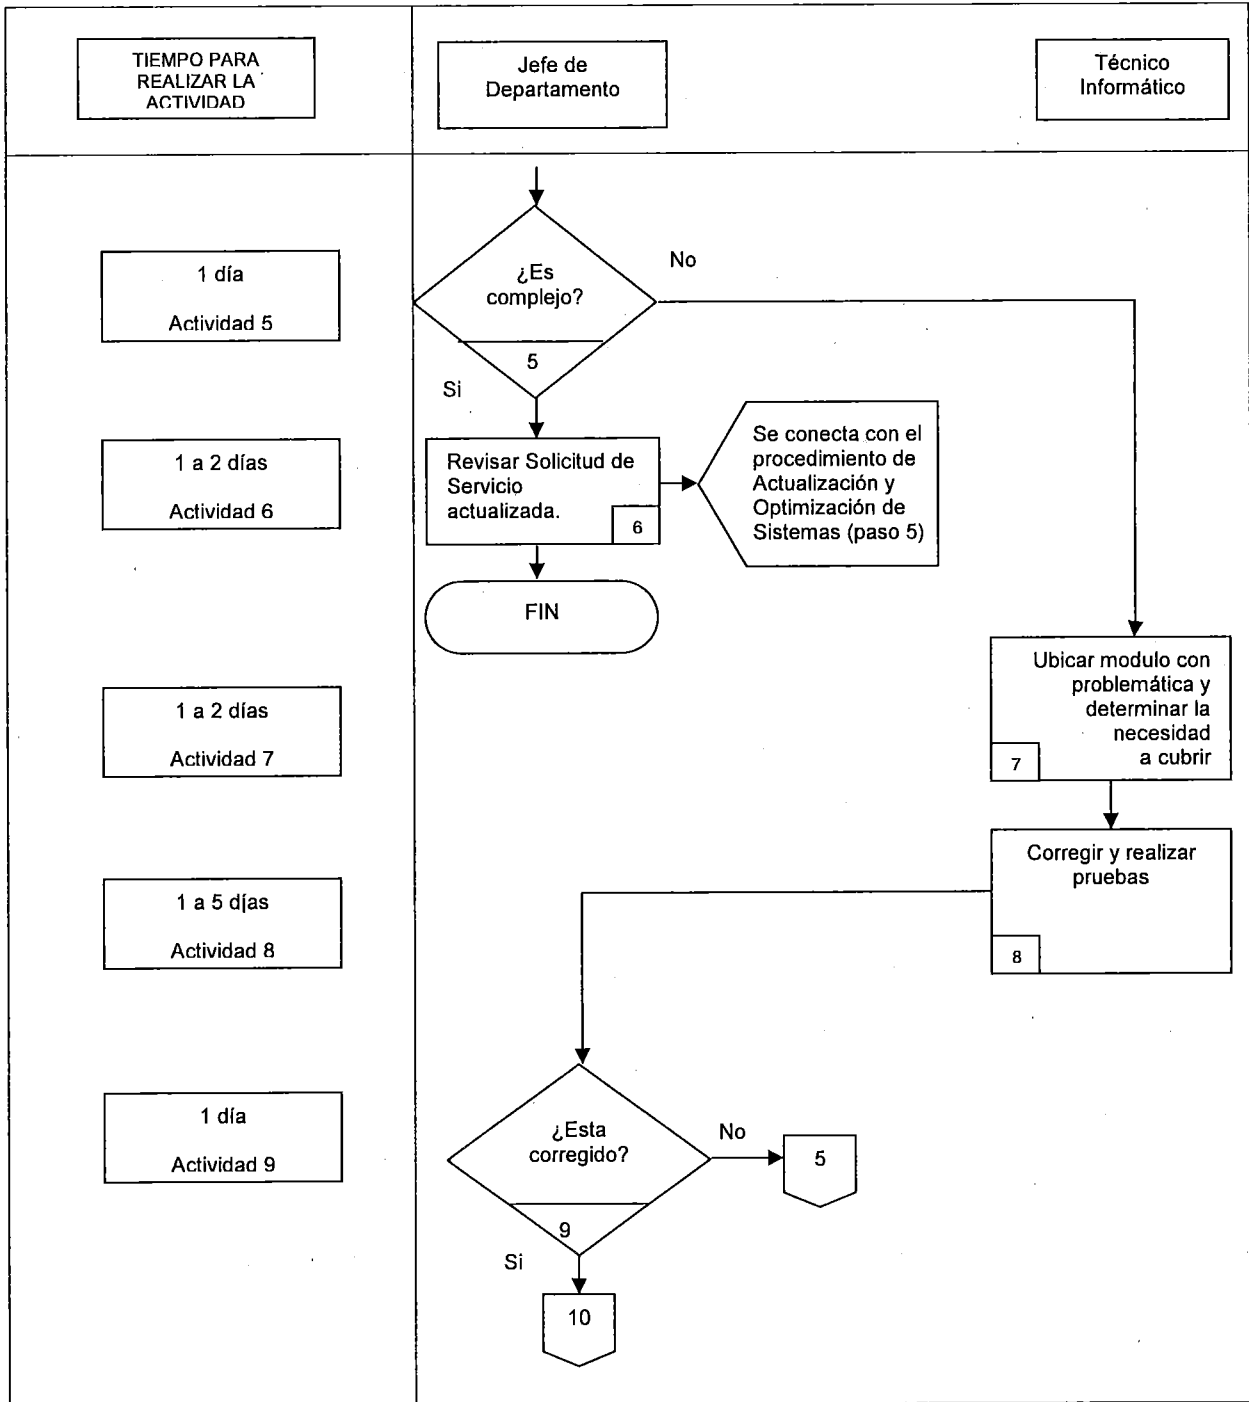 TIEMPO PARA
REALIZAR LA
ACTIVIDAD
Jefe de
Departamento
Técnico
Informático
1 día
Actividad 5
¿Es
complejo?
5
No
Si
1 a 2 días
Actividad 6
Revisar Solicitud de
Servicio
actualizada.
6
Se conecta con el
procedimiento de
Actualización y
Optimización de
Sistemas (paso 5)
FIN
1 a 2 días
Actividad 7
Ubicar modulo con
problemática y
determinar la
necesidad
a cubrir
7
1 a 5 días
Actividad 8
Corregir y realizar
pruebas
8
1 día
Actividad 9
¿Esta
corregido?
9
No
5
Si
10